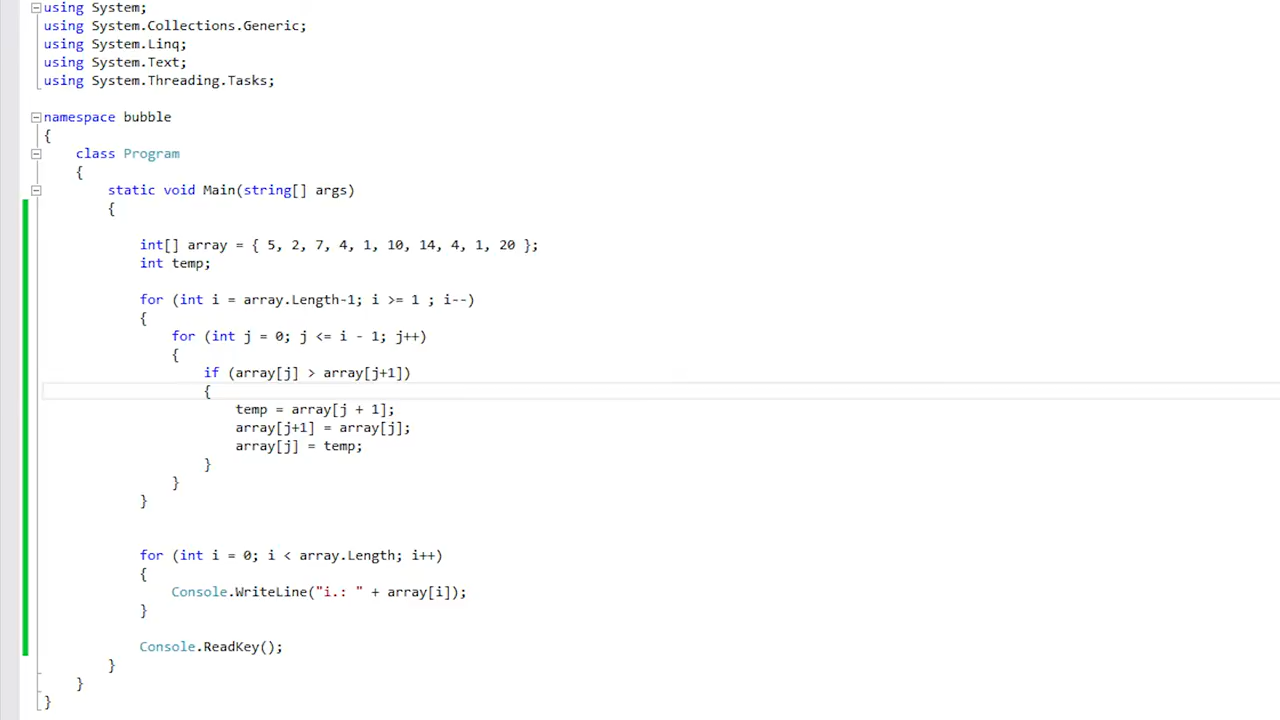 using System;
using System.Collections.Generic;
using System.Linq;
using System.Text;
using System.Threading.Tasks;
namespace bubble
{
class Program
{
static void Main(string[] args)
{
int[] array = { 5, 2, 7, 4, 1, 10, 14, 4, 1, 20 };
int temp;
for (int i = array.Length-1; i >= 1 ; i--)
{
for (int j = 0; j <= i - 1; j++)
{
if (array[j] > array[j+1])
{
temp = array[j + 1];
array[j+1] = array[j];
array[j] = temp;
}
}
}
for (int i = 0; i < array.Length; i++)
{
Console.WriteLine("i.: " + array[i]);
}
Console.ReadKey();
}
}
}